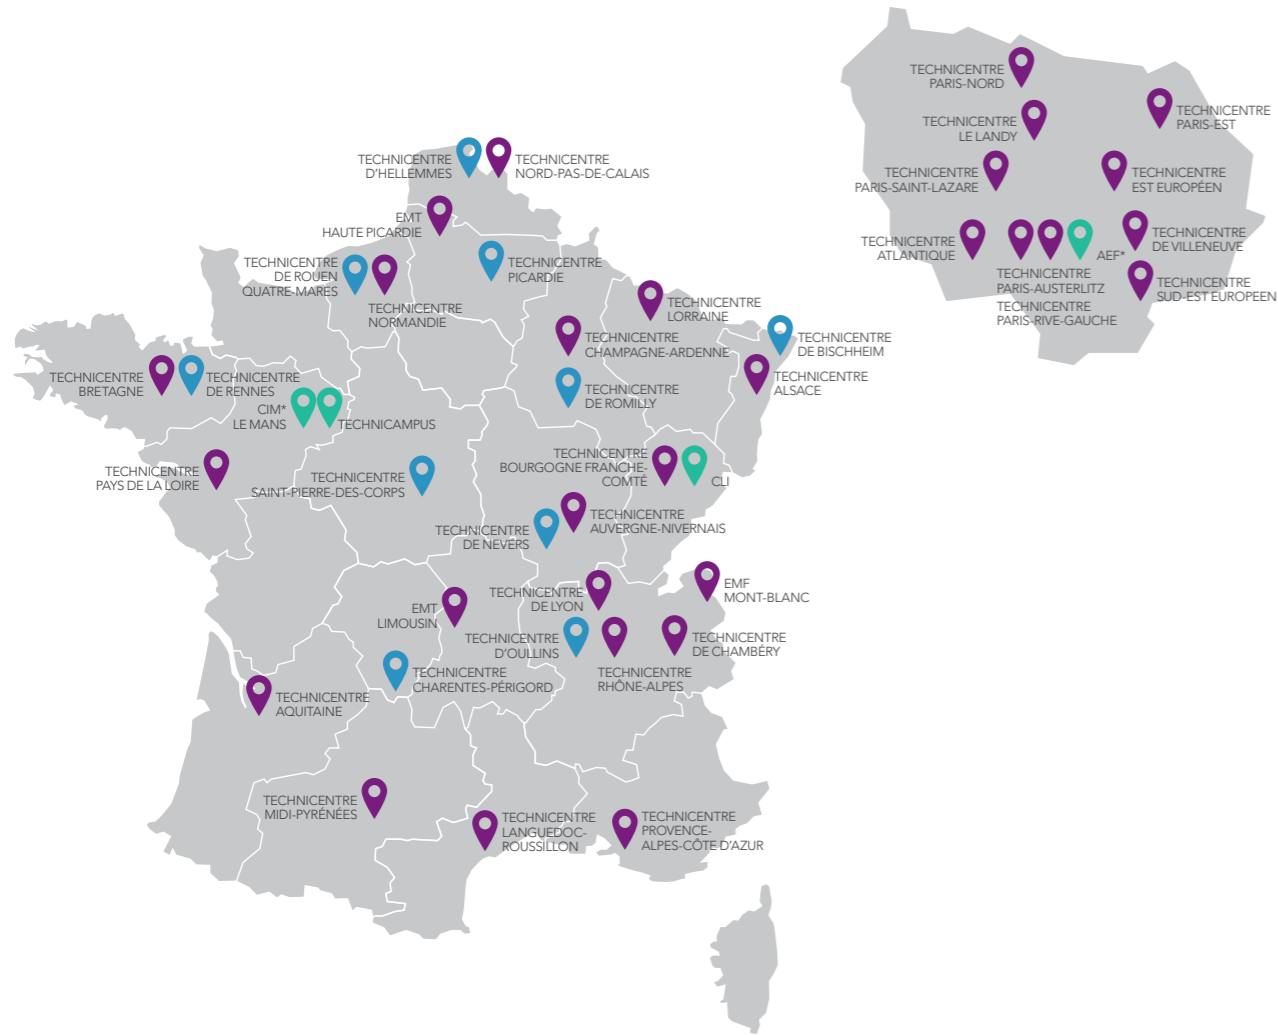 TECHNICENTRE
PARIS-NORD
TECHNICENTRE
PARIS-EST
TECHNICENTRE
LE LANDY
TECHNICENTRE
PARIS-SAINT-LAZARE
TECHNICENTRE
EST EUROPÉEN
TECHNICENTRE
ATLANTIQUE
AEF*
TECHNICENTRE
DE VILLENEUVE
TECHNICENTRE
PARIS-AUSTERLITZ
TECHNICENTRE
PARIS-RIVE-GAUCHE
TECHNICENTRE
SUD-EST EUROPEEN
TECHNICENTRE
D'HELLEMMES
TECHNICENTRE
NORD-PAS-DE-CALAIS
EMT
HAUTE PICARDIE
TECHNICENTRE
DE ROUEN
QUATRE-MARES
TECHNICENTRE
PICARDIE
TECHNICENTRE
NORMANDIE
TECHNICENTRE
LORRAINE
TECHNICENTRE
CHAMPAGNE-ARDENNE
TECHNICENTRE
DE BISCHHEIM
TECHNICENTRE
ALSACE
TECHNICENTRE
BRETAGNE
TECHNICENTRE
DE RENNES
TECHNICENTRE
DE ROMILLY
CIM*
LE MANS
TECHNICAMPUS
TECHNICENTRE
PAYS DE LA LOIRE
TECHNICENTRE
SAINT-PIERRE-DES-CORPS
TECHNICENTRE
BOURGOGNE FRANCHE-
COMTÉ
CLI
TECHNICENTRE
AUVERGNE-NIVERNAIS
TECHNICENTRE
DE NEVERS
EMF
MONT-BLANC
TECHNICENTRE
DE LYON
EMT
LIMOUSIN
TECHNICENTRE
D'OULLINS
TECHNICENTRE
DE CHAMBÉRY
TECHNICENTRE
RHÔNE-ALPES
TECHNICENTRE
CHARENTES-PÉRIGORD
TECHNICENTRE
AQUITAINE
TECHNICENTRE
MIDI-PYRÉNÉES
TECHNICENTRE
LANGUEDOC-
ROUSSILLON
TECHNICENTRE
PROVENCE-
ALPES-CÔTE D'AZUR